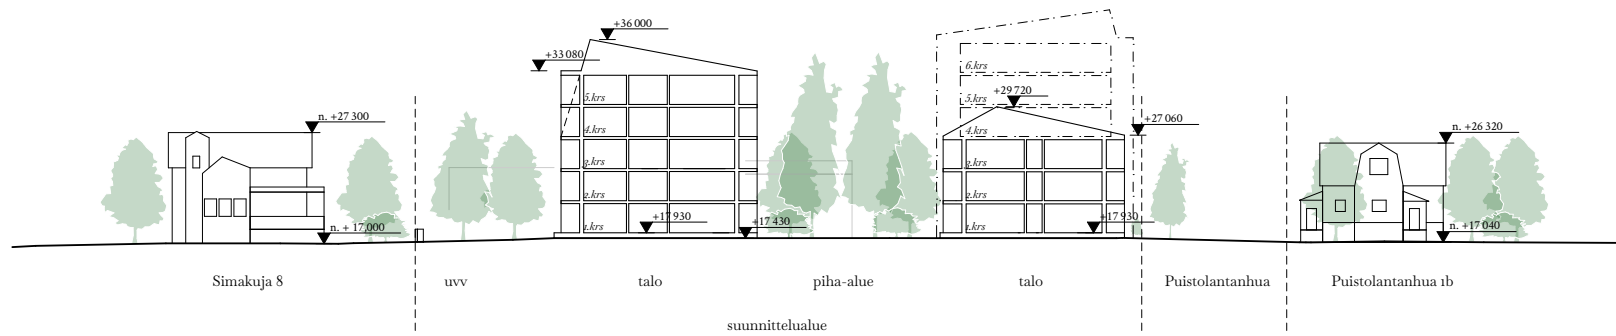 +36 000
+33 080
6.krs
5.krs
5.krs
+29 720
n. +27 300
4.krs
4.krs
+27 060
n. +26 320
3.krs
3.krs
2.krs
2.krs
n. + 17,000
1.krs
+17 930
+17 430
1.krs
+17 930
n. +17 040
Simakuja 8
uvv
talo
piha-alue
talo
Puistolantanhua
Puistolantanhua 1b
suunnittelualue